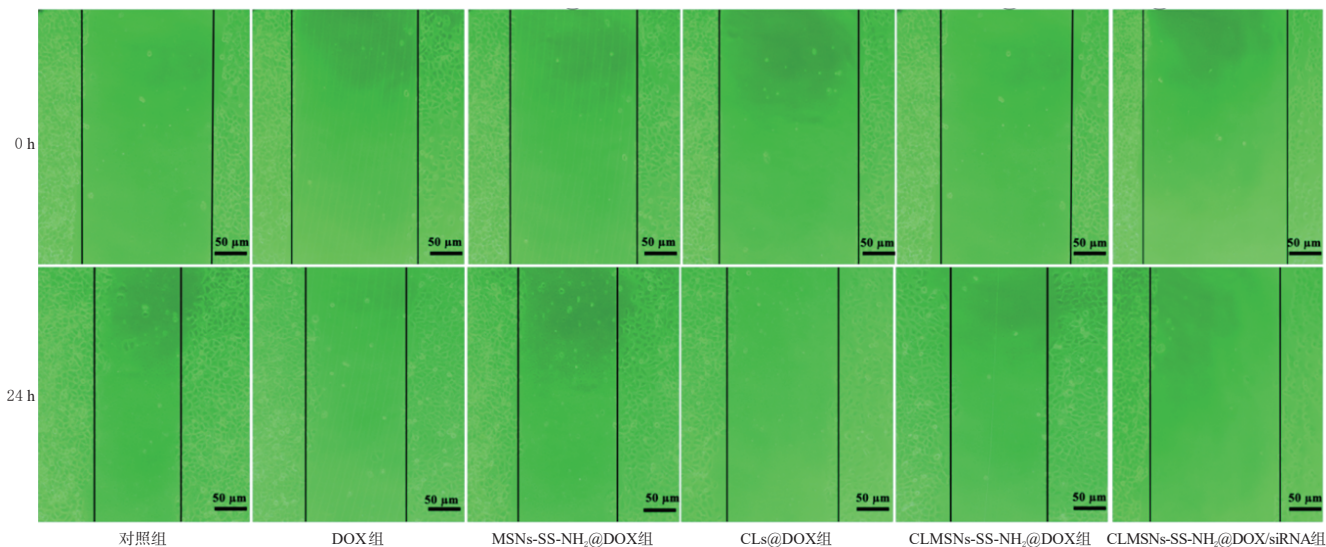 0 h
50 µm
50 µm
50 µm
50 µm
50 µm
50 µm
24 h
50 µm
50 µm
50 µm
50 µm
50 µm
50 µm
对照组
DOX 组
MSNs-SS-NH₂@DOX组
CLs@DOX组
CLMSNs-SS-NH₂@DOX组
CLMSNs-SS-NH₂@DOX/siRNA组